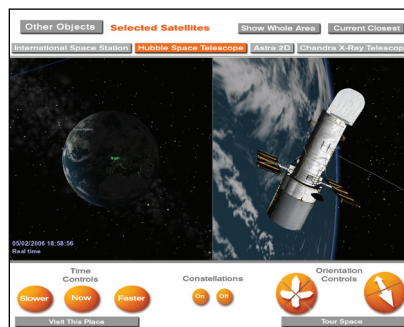 Other Objects Selected Satellites Show Whole Area Current Closest
International Space Station Hubble Space Telescope Astra 2D Chandra X-Ray Telescop
05/02/2006 18:58:56
Real time
Time Controls
Constellations
Orientation Controls
Slower Now Faster
On Off
Visit This Place
Tour Space